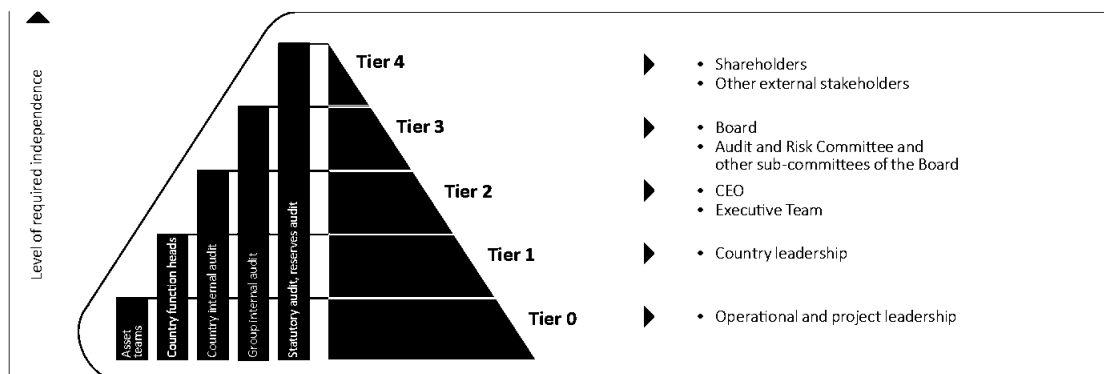 Level of required independence
Asset
teams
Country function heads
Country internal audit
Group internal audit
Statutory audit, reserves audit
Tier 4
Tier 3
Tier 2
Tier 1
Tier 0
• Shareholders
• Other external stakeholders
• Board
• Audit and Risk Committee and
other sub-committees of the Board
• CEO
• Executive Team
• Country leadership
• Operational and project leadership